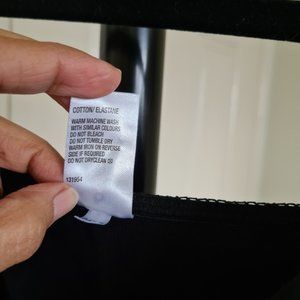 COTTON/ ELASTANE
WARM MACHINE WASH
WITH SIMILAR COLOURS
DO NOT BLEACH
DO NOT TUMBLE DRY
WARM IRON ON REVERSE
SIDE IF REQUIRED
DO NOT DRYCLEAN
131954